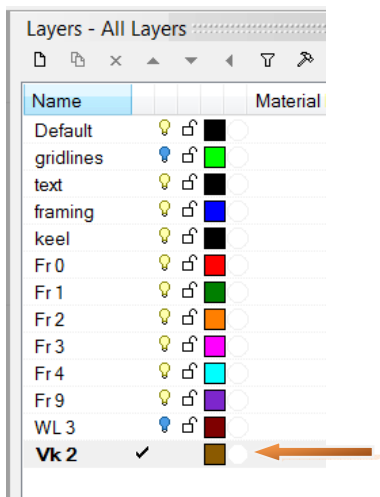 Layers - All Layers
Name Material
Default
gridlines
text
framing
keel
Fr 0
Fr 1
Fr 2
Fr 3
Fr 4
Fr 9
WL 3
Vk 2